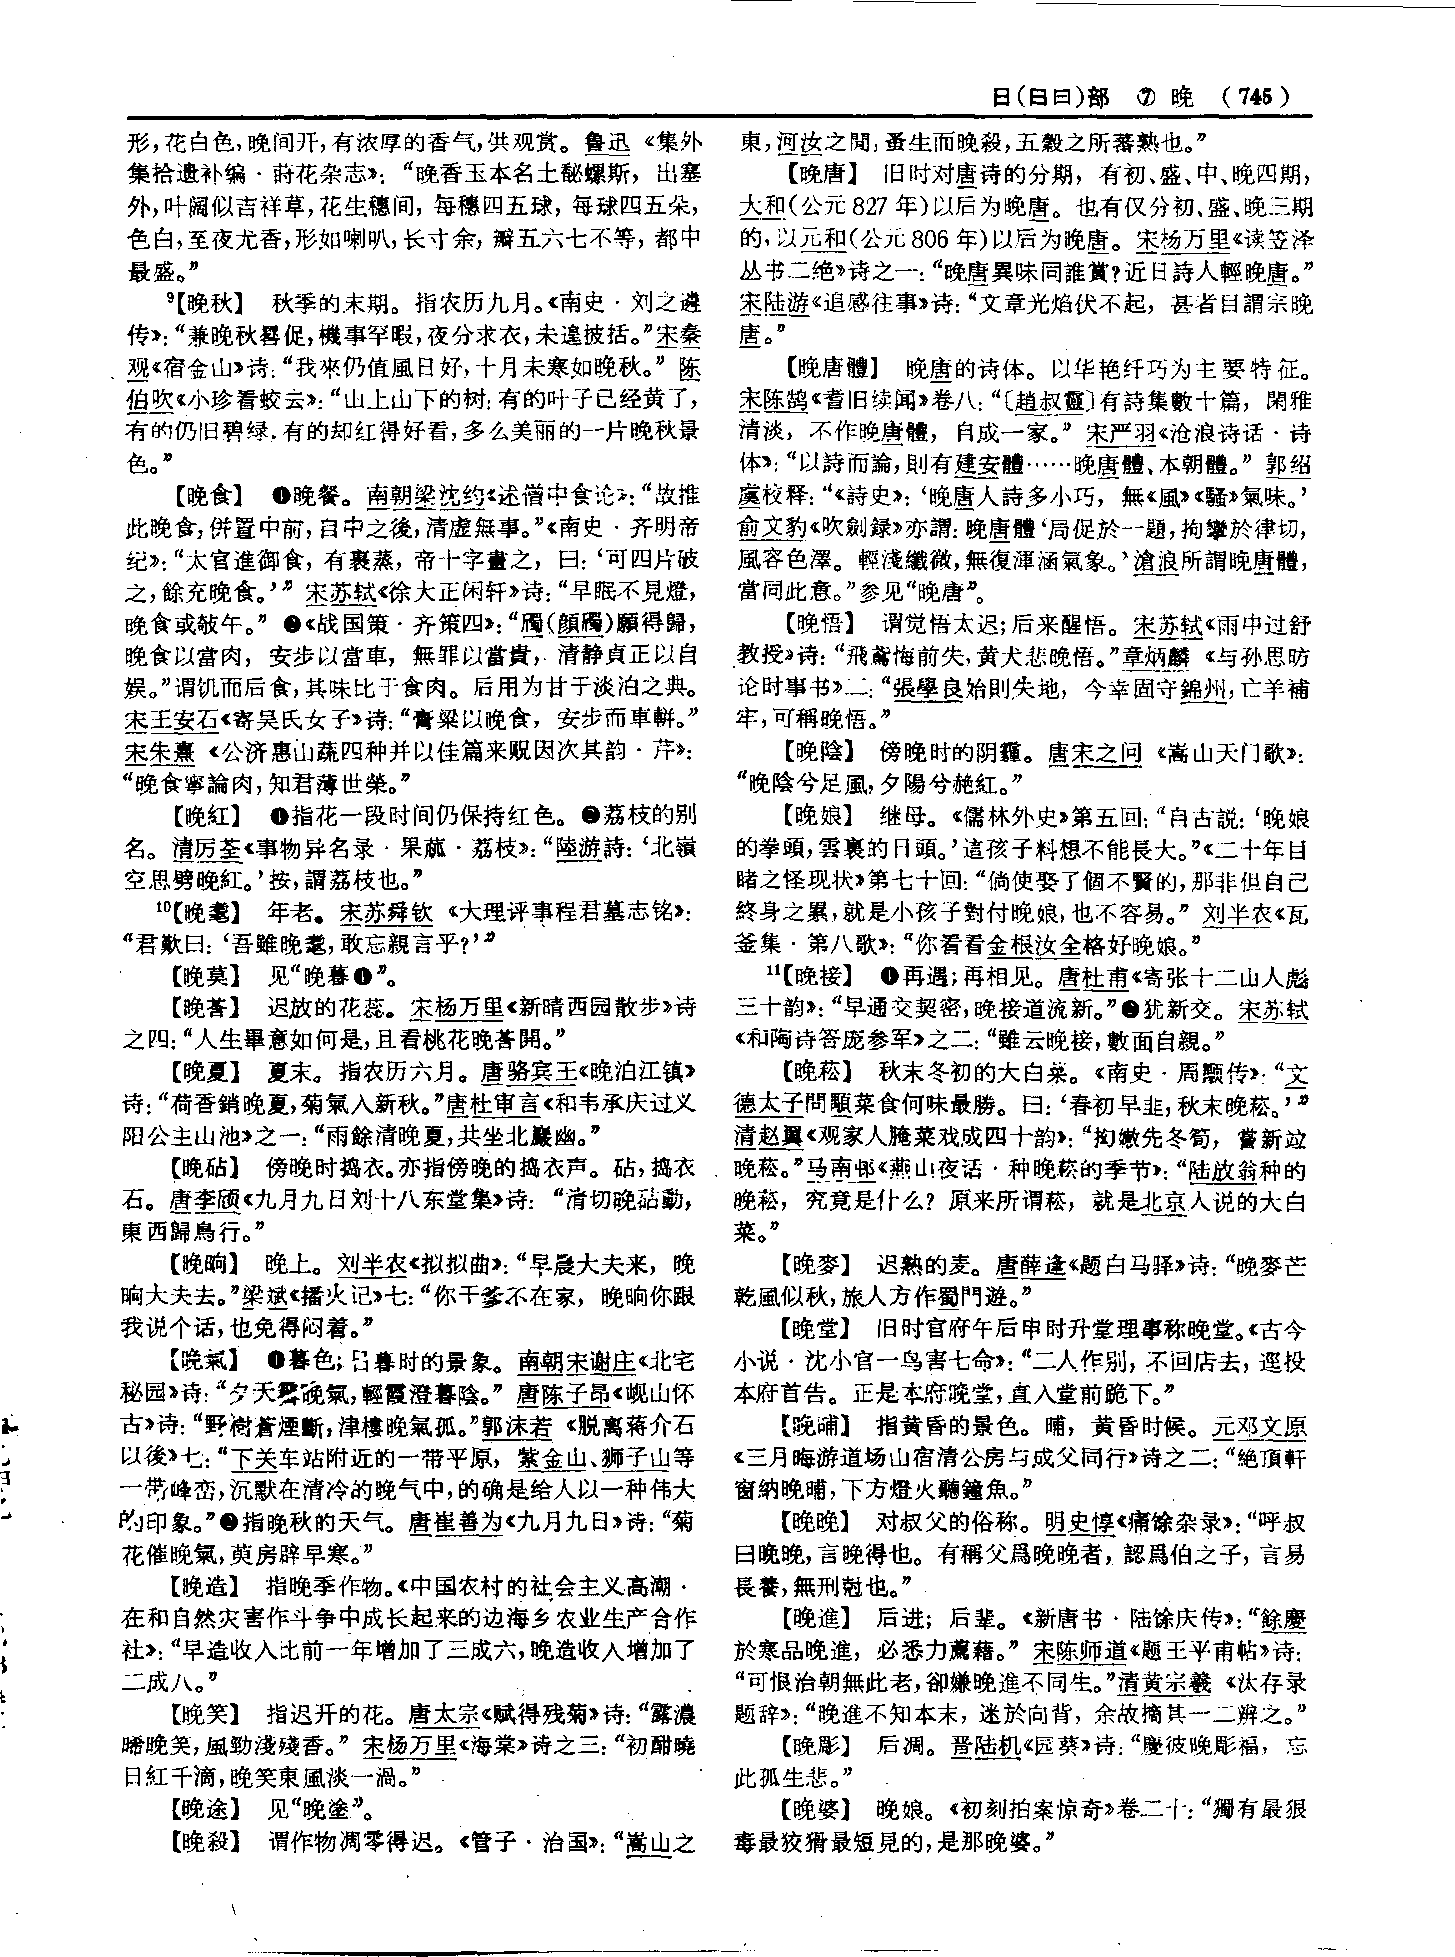 日(日曰)部 ⑦ 晚 (745)
形,花白色,晚间开,有浓厚的香气,供观赏。鲁迅《集外
集拾遗补编·莳花杂志》:“晚香玉本名土馝螺斯,出塞
外,叶阔似吉祥草,花生穗间,每穗四五球,每球四五朵,
色白,至夜尤香,形如喇叭,长寸余,瓣五六七不等,都中
最盛。”
⁹【晚秋】 秋季的末期。指农历九月。《南史·刘之遴
传》:“兼晚秋晷促,機事罕暇,夜分求衣,未遑披括。”宋秦
观《宿金山》诗:“我來仍值風日好,十月未寒如晚秋。”陈
伯吹《小珍看蛟云》:“山上山下的树,有的叶子已经黄了,
有的仍旧碧绿,有的却红得好看,多么美丽的一片晚秋景
色。”
【晚食】 ❶晚餐。南朝梁沈约《述僧中食论》:“故推
此晚食,併置中前,自中之後,清虚無事。”《南史·齐明帝
纪》:“太官進御食,有裹蒸,帝十字畫之,曰:‘可四片破
之,餘充晚食。’”宋苏轼《徐大正闲轩》诗:“早眠不見燈,
晚食或攲午。”❷《战国策·齐策四》:“斶(顔斶)願得歸,
晚食以當肉,安步以當車,無罪以當貴,清静貞正以自
娱。”谓饥而后食,其味比于食肉。后用为甘于淡泊之典。
宋王安石《寄吴氏女子》诗:“膏粱以晚食,安步而車軿。”
宋朱熹《公济惠山蔬四种并以佳篇来贶因次其韵·芹》:
“晚食寧論肉,知君薄世榮。”
【晚紅】 ❶指花一段时间仍保持红色。❷荔枝的别
名。清厉荃《事物异名录·果蓏·荔枝》:“陸游詩:‘北嶺
空思劈晚紅。’按,謂荔枝也。”
¹⁰【晚耄】 年老。宋苏舜钦《大理评事程君墓志铭》:
“君歎曰:‘吾雖晚耄,敢忘親言乎?’”
【晚莫】 见“晚暮❶”。
【晚荅】 迟放的花蕊。宋杨万里《新晴西园散步》诗
之四:“人生畢意如何是,且看桃花晚荅開。”
【晚夏】 夏末。指农历六月。唐骆宾王《晚泊江镇》
诗:“荷香銷晚夏,菊氣入新秋。”唐杜审言《和韦承庆过义
阳公主山池》之一:“雨餘清晚夏,共坐北巖幽。”
【晚砧】 傍晚时捣衣。亦指傍晚的捣衣声。砧,捣衣
石。唐李颀《九月九日刘十八东堂集》诗:“清切晚砧動,
東西歸鳥行。”
【晚晌】 晚上。刘半农《拟拟曲》:“早晨大夫来,晚
晌大夫去。”梁斌《播火记》七:“你干爹不在家,晚晌你跟
我说个话,也免得闷着。”
【晚氣】 ❶暮色;日暮时的景象。南朝宋谢庄《北宅
秘园》诗:“夕天霽晚氣,輕霞澄暮陰。”唐陈子昂《岘山怀
古》诗:“野樹蒼煙斷,津樓晚氣孤。”郭沫若《脱离蒋介石
以後》七:“下关车站附近的一带平原,紫金山、狮子山等
一带峰峦,沉默在清冷的晚气中,的确是给人以一种伟大
的印象。”❷指晚秋的天气。唐崔善为《九月九日》诗:“菊
花催晚氣,萸房辟早寒。”
【晚造】 指晚季作物。《中国农村的社会主义高潮·
在和自然灾害作斗争中成长起来的边海乡农业生产合作
社》:“早造收入比前一年增加了三成六,晚造收入增加了
二成八。”
【晚笑】 指迟开的花。唐太宗《赋得残菊》诗:“露濃
晞晚笑,風勁淺殘香。”宋杨万里《海棠》诗之三:“初酣曉
日紅千滴,晚笑東風淡一渦。”
【晚途】 见“晚塗”。
【晚殺】 谓作物凋零得迟。《管子·治国》:“嵩山之
東,河汝之間,蚤生而晚殺,五穀之所蕃熟也。”
【晚唐】 旧时对唐诗的分期,有初、盛、中、晚四期,
大和(公元827年)以后为晚唐。也有仅分初、盛、晚三期
的,以元和(公元806年)以后为晚唐。宋杨万里《读笠泽
丛书二绝》诗之一:“晚唐異味同誰賞?近日詩人輕晚唐。”
宋陆游《追感往事》诗:“文章光焰伏不起,甚者自謂宗晚
唐。”
【晚唐體】 晚唐的诗体。以华艳纤巧为主要特征。
宋陈鹄《耆旧续闻》卷八:“〔趙叔靈〕有詩集數十篇,閑雅
清淡,不作晚唐體,自成一家。”宋严羽《沧浪诗话·诗
体》:“以詩而論,則有建安體……晚唐體、本朝體。”郭绍
虞校释:“《詩史》:‘晚唐人詩多小巧,無《風》《騷》氣味。’
俞文豹《吹劍録》亦謂:晚唐體‘局促於一題,拘攣於律切,
風容色澤。輕淺纖微,無復渾涵氣象。’滄浪所謂晚唐體,
當同此意。”参见“晚唐”。
【晚悟】 谓觉悟太迟;后来醒悟。宋苏轼《雨中过舒
教授》诗:“飛鳶悔前失,黄犬悲晚悟。”章炳麟《与孙思昉
论时事书》二:“張學良始則失地,今幸固守錦州,亡羊補
牢,可稱晚悟。”
【晚陰】 傍晚时的阴霾。唐宋之问《嵩山天门歌》:
“晚陰兮足風,夕陽兮赩紅。”
【晚娘】 继母。《儒林外史》第五回:“自古説:‘晚娘
的拳頭,雲裏的日頭。’這孩子料想不能長大。”《二十年目
睹之怪现状》第七十回:“倘使娶了個不賢的,那非但自己
終身之累,就是小孩子對付晚娘,也不容易。”刘半农《瓦
釜集·第八歌》:“你看看金根汝全格好晚娘。”
¹¹【晚接】 ❶再遇;再相见。唐杜甫《寄张十二山人彪
三十韵》:“早通交契密,晚接道流新。”❷犹新交。宋苏轼
《和陶诗答庞参军》之二:“雖云晚接,數面自親。”
【晚菘】 秋末冬初的大白菜。《南史·周颙传》:“文
德太子問顒菜食何味最勝。曰:‘春初早韭,秋末晚菘。’”
清赵翼《观家人腌菜戏成四十韵》:“掏嫩先冬筍,嘗新竝
晚菘。”马南邨《燕山夜话·种晚菘的季节》:“陆放翁种的
晚菘,究竟是什么?原来所谓菘,就是北京人说的大白
菜。”
【晚麥】 迟熟的麦。唐薛逢《题白马驿》诗:“晚麥芒
乾風似秋,旅人方作蜀門遊。”
【晚堂】 旧时官府午后申时升堂理事称晚堂。《古今
小说·沈小官一鸟害七命》:“二人作别,不回店去,逕投
本府首告。正是本府晚堂,直入堂前跪下。”
【晚晡】 指黄昏的景色。晡,黄昏时候。元邓文原
《三月晦游道场山宿清公房与成父同行》诗之二:“絶頂軒
窗納晚晡,下方燈火聽鐘魚。”
【晚晚】 对叔父的俗称。明史惇《痛馀杂录》:“呼叔
曰晚晚,言晚得也。有稱父爲晚晚者,認爲伯之子,言易
長養,無刑尅也。”
【晚進】 后进;后辈。《新唐书·陆馀庆传》:“餘慶
於寒品晚進,必悉力薦藉。”宋陈师道《题王平甫帖》诗:
“可恨治朝無此老,卻嫌晚進不同生。”清黄宗羲《汰存录
题辞》:“晚進不知本末,迷於向背,余故摘其一二辨之。”
【晚彫】 后凋。晋陆机《园葵》诗:“慶彼晚彫福,忘
此孤生悲。”
【晚婆】 晚娘。《初刻拍案惊奇》卷二十:“獨有最狠
毒最狡猾最短見的,是那晚婆。”